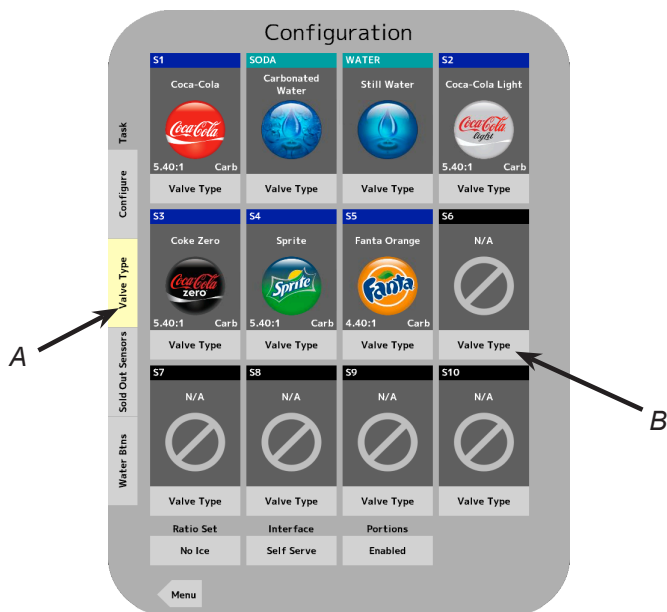 Configuration
S1 SODA WATER S2
Coca-Cola Carbonated Water Still Water Coca-Cola Light
Coca-Cola Coca-Cola light
5.40:1 Carb 5.40:1 Carb
Valve Type Valve Type Valve Type Valve Type
S3 S4 S5 S6
Coke Zero Sprite Fanta Orange N/A
Coca-Cola zero Sprite Fanta
5.40:1 Carb 5.40:1 Carb 4.40:1 Carb
Valve Type Valve Type Valve Type Valve Type
S7 S8 S9 S10
N/A N/A N/A N/A
Valve Type Valve Type Valve Type Valve Type
Ratio Set Interface Portions
No Ice Self Serve Enabled
Menu
Task
Configure
Valve Type
Sold Out Sensors
Water Btns
A
B